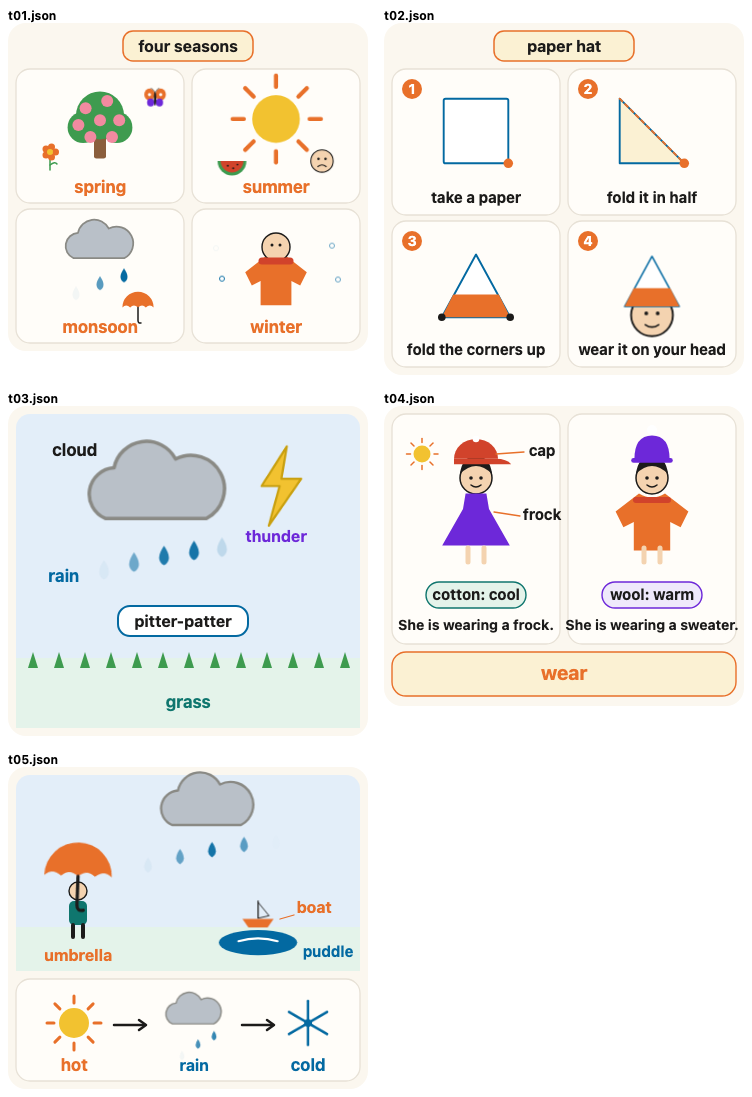 t01.json
four seasons
spring
summer
monsoon
winter
t02.json
paper hat
1
take a paper
2
fold it in half
3
fold the corners up
4
wear it on your head
t03.json
cloud
thunder
rain
pitter-patter
grass
t04.json
cap
frock
cotton: cool
She is wearing a frock.
wool: warm
She is wearing a sweater.
wear
t05.json
umbrella
boat
puddle
hot
rain
cold